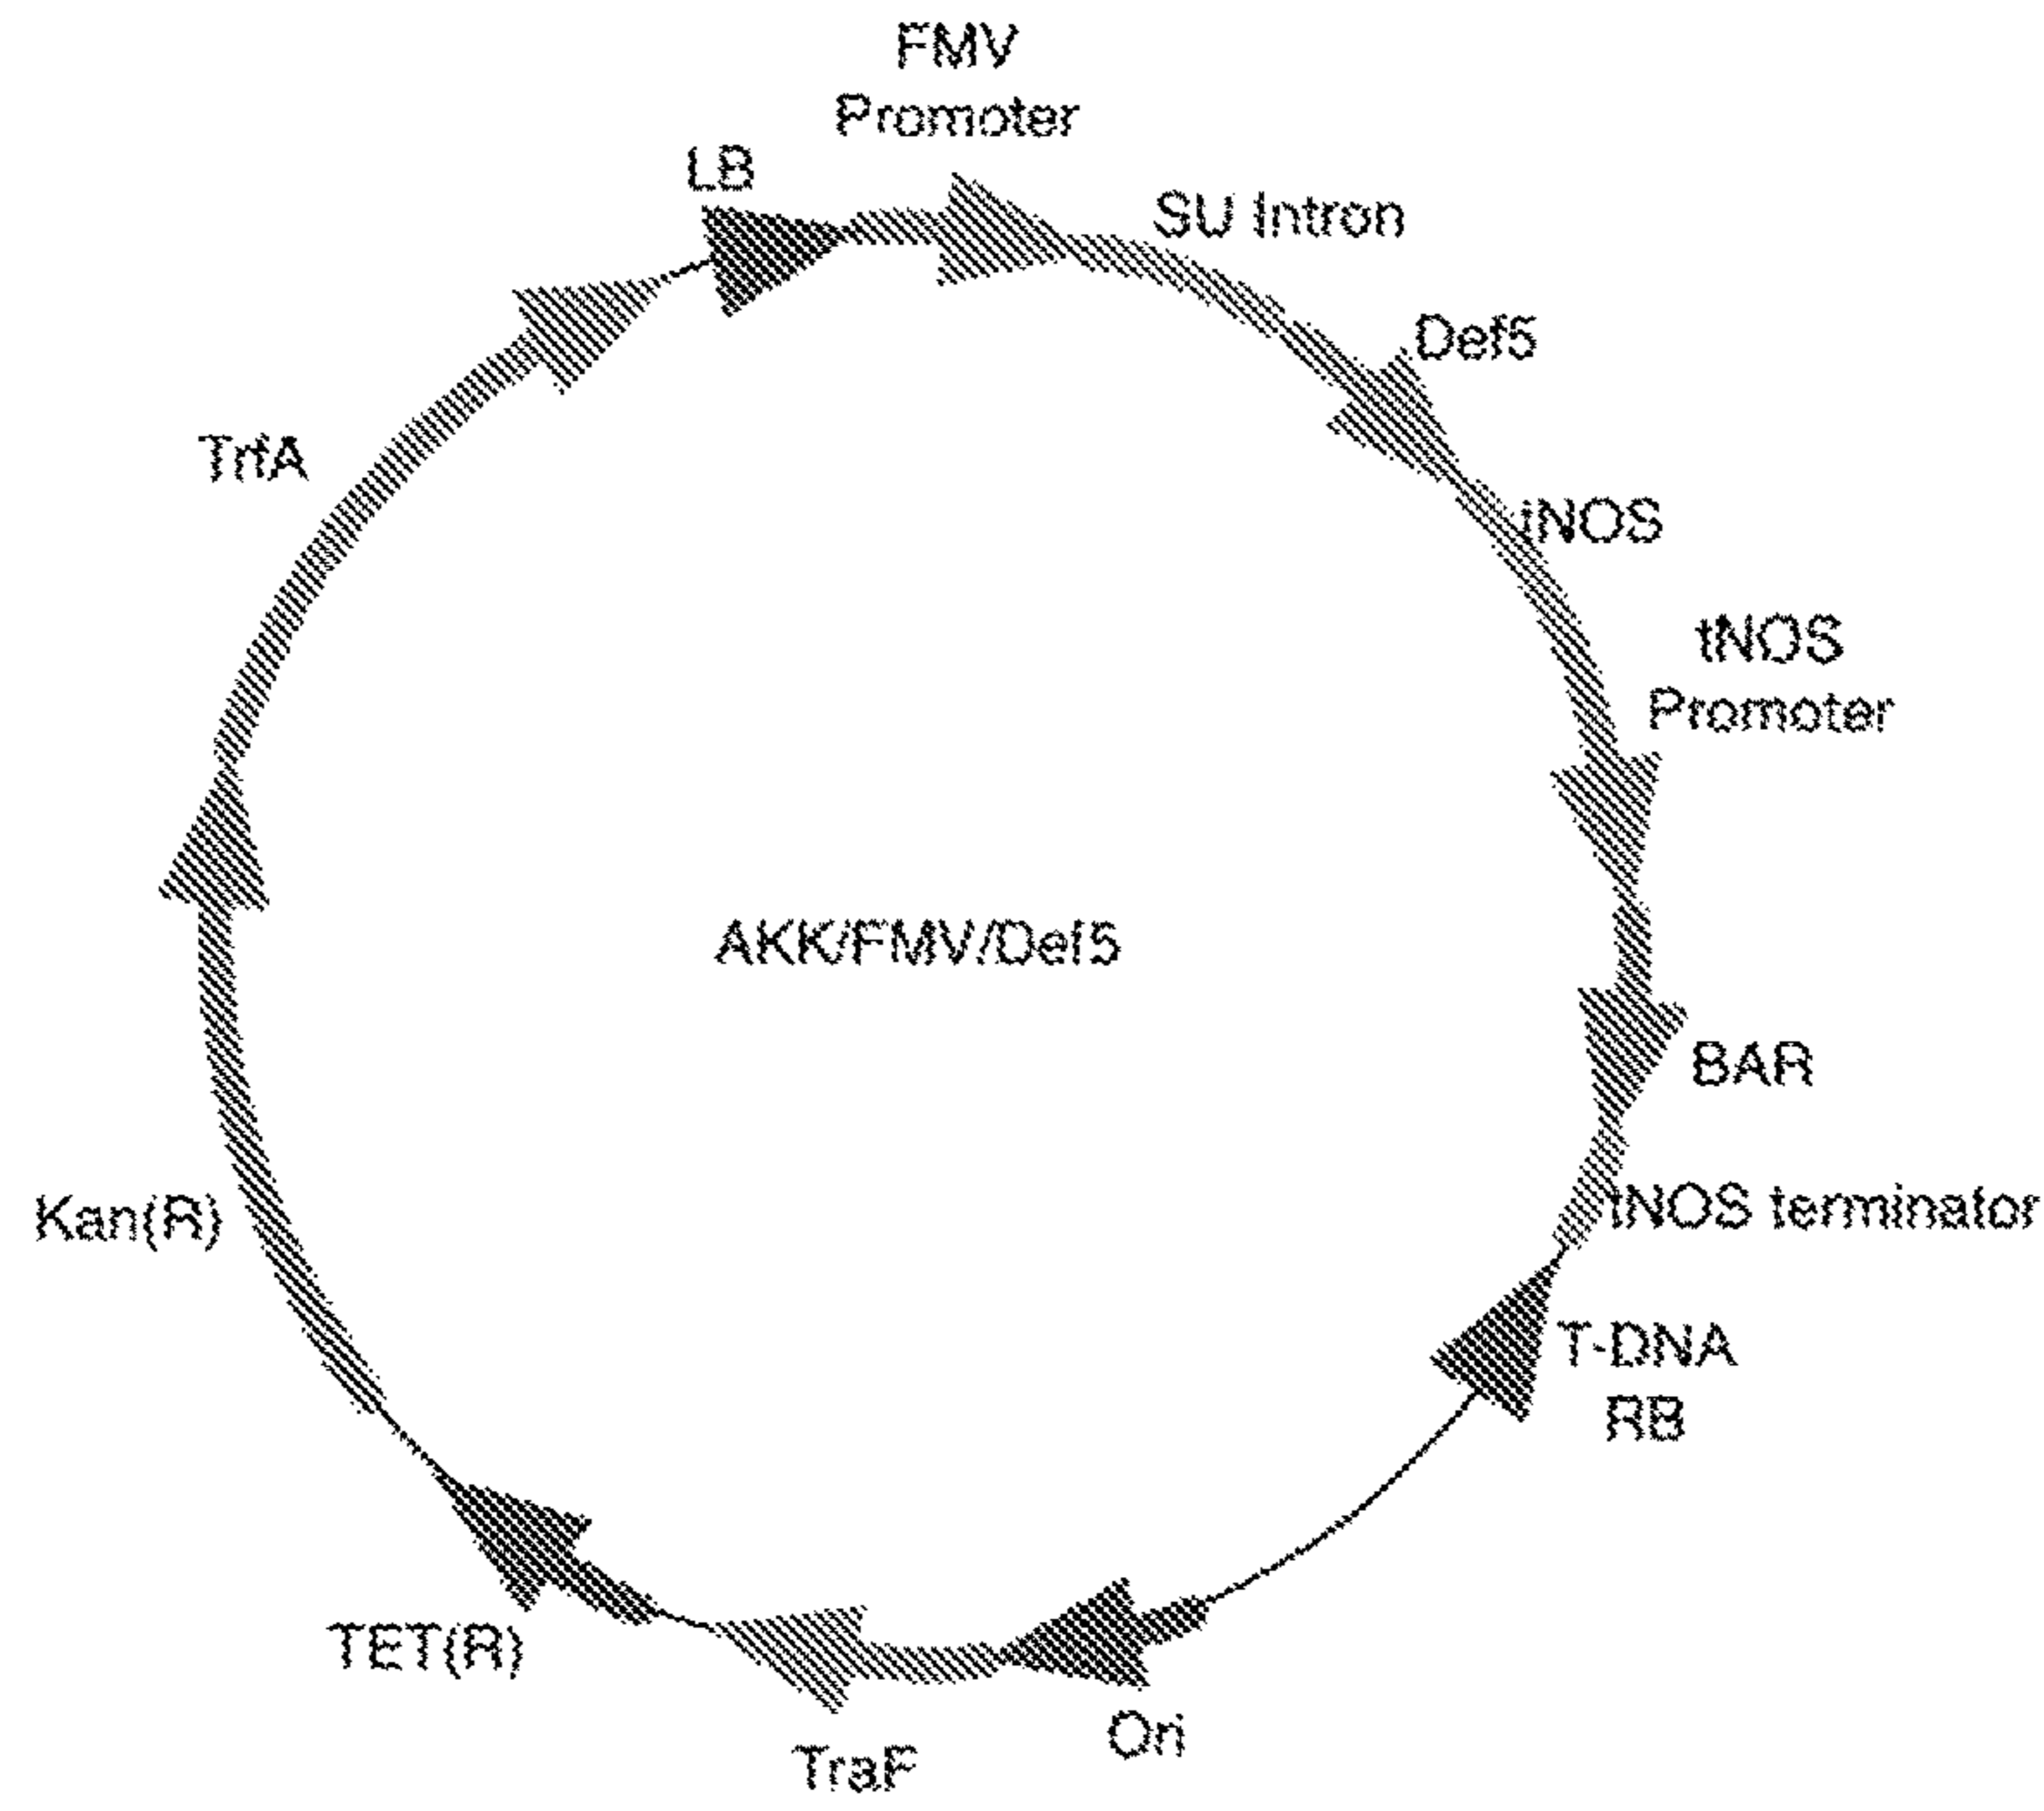 FMV
Promoter
LB
SU Intron
Def5
TrfA
iNOS
tNOS
Promoter
AKK/FMV/Def5
BAR
Kan(R)
tNOS terminator
T-DNA
RB
TET(R)
Ori
TraF